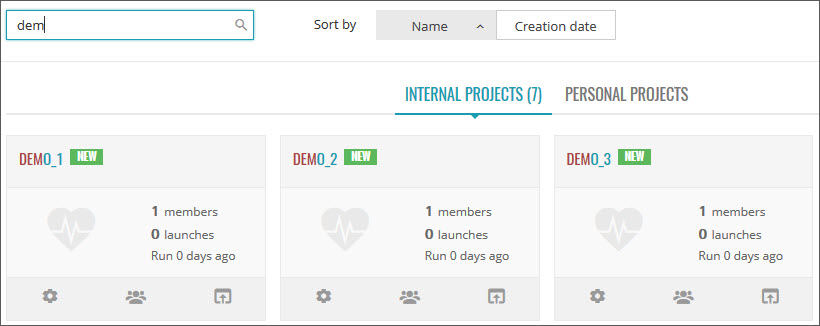 dem Sort by Name Creation date
INTERNAL PROJECTS (7) PERSONAL PROJECTS
DEMO_1 NEW DEMO_2 NEW DEMO_3 NEW
1 members 1 members 1 members
0 launches 0 launches 0 launches
Run 0 days ago Run 0 days ago Run 0 days ago